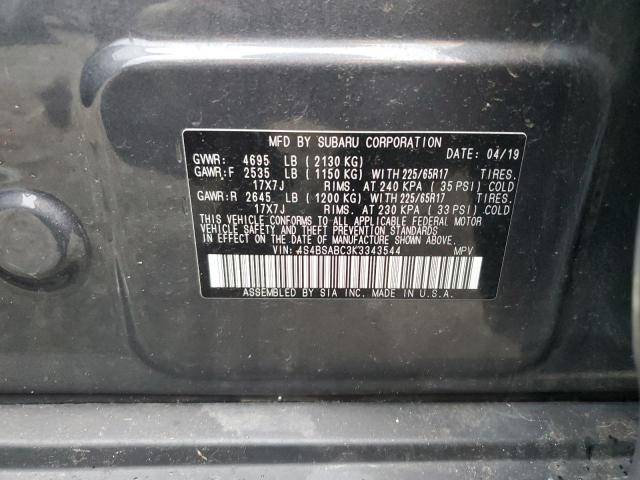 MFD BY SUBARU CORPORATION
GVWR: 4695 LB (2130 KG) DATE: 04/19
GAWR:F 2535 LB (1150 KG) WITH 225/65R17 TIRES.
17X7J RIMS. AT 240 KPA (35 PSI) COLD
GAWR:R 2645 LB (1200 KG) WITH 225/65R17 TIRES.
17X7J RIMS. AT 230 KPA (33 PSI) COLD
THIS VEHICLE CONFORMS TO ALL APPLICABLE FEDERAL MOTOR
VEHICLE SAFETY AND THEFT PREVENTION STANDARDS IN
EFFECT ON THE DATE OF MANUFACTURE SHOWN ABOVE.
VIN: 4S4BSABC3K3343544 MPV
ASSEMBLED BY SIA INC. MADE IN U.S.A.